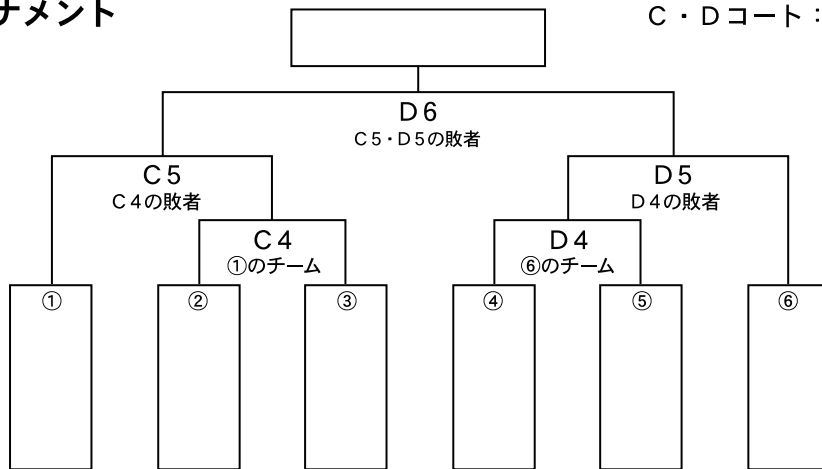 ナメント
C・Dコート：
D6
C5・D5の敗者
C5
C4の敗者
D5
D4の敗者
C4
①のチーム
D4
⑥のチーム
①
②
③
④
⑤
⑥